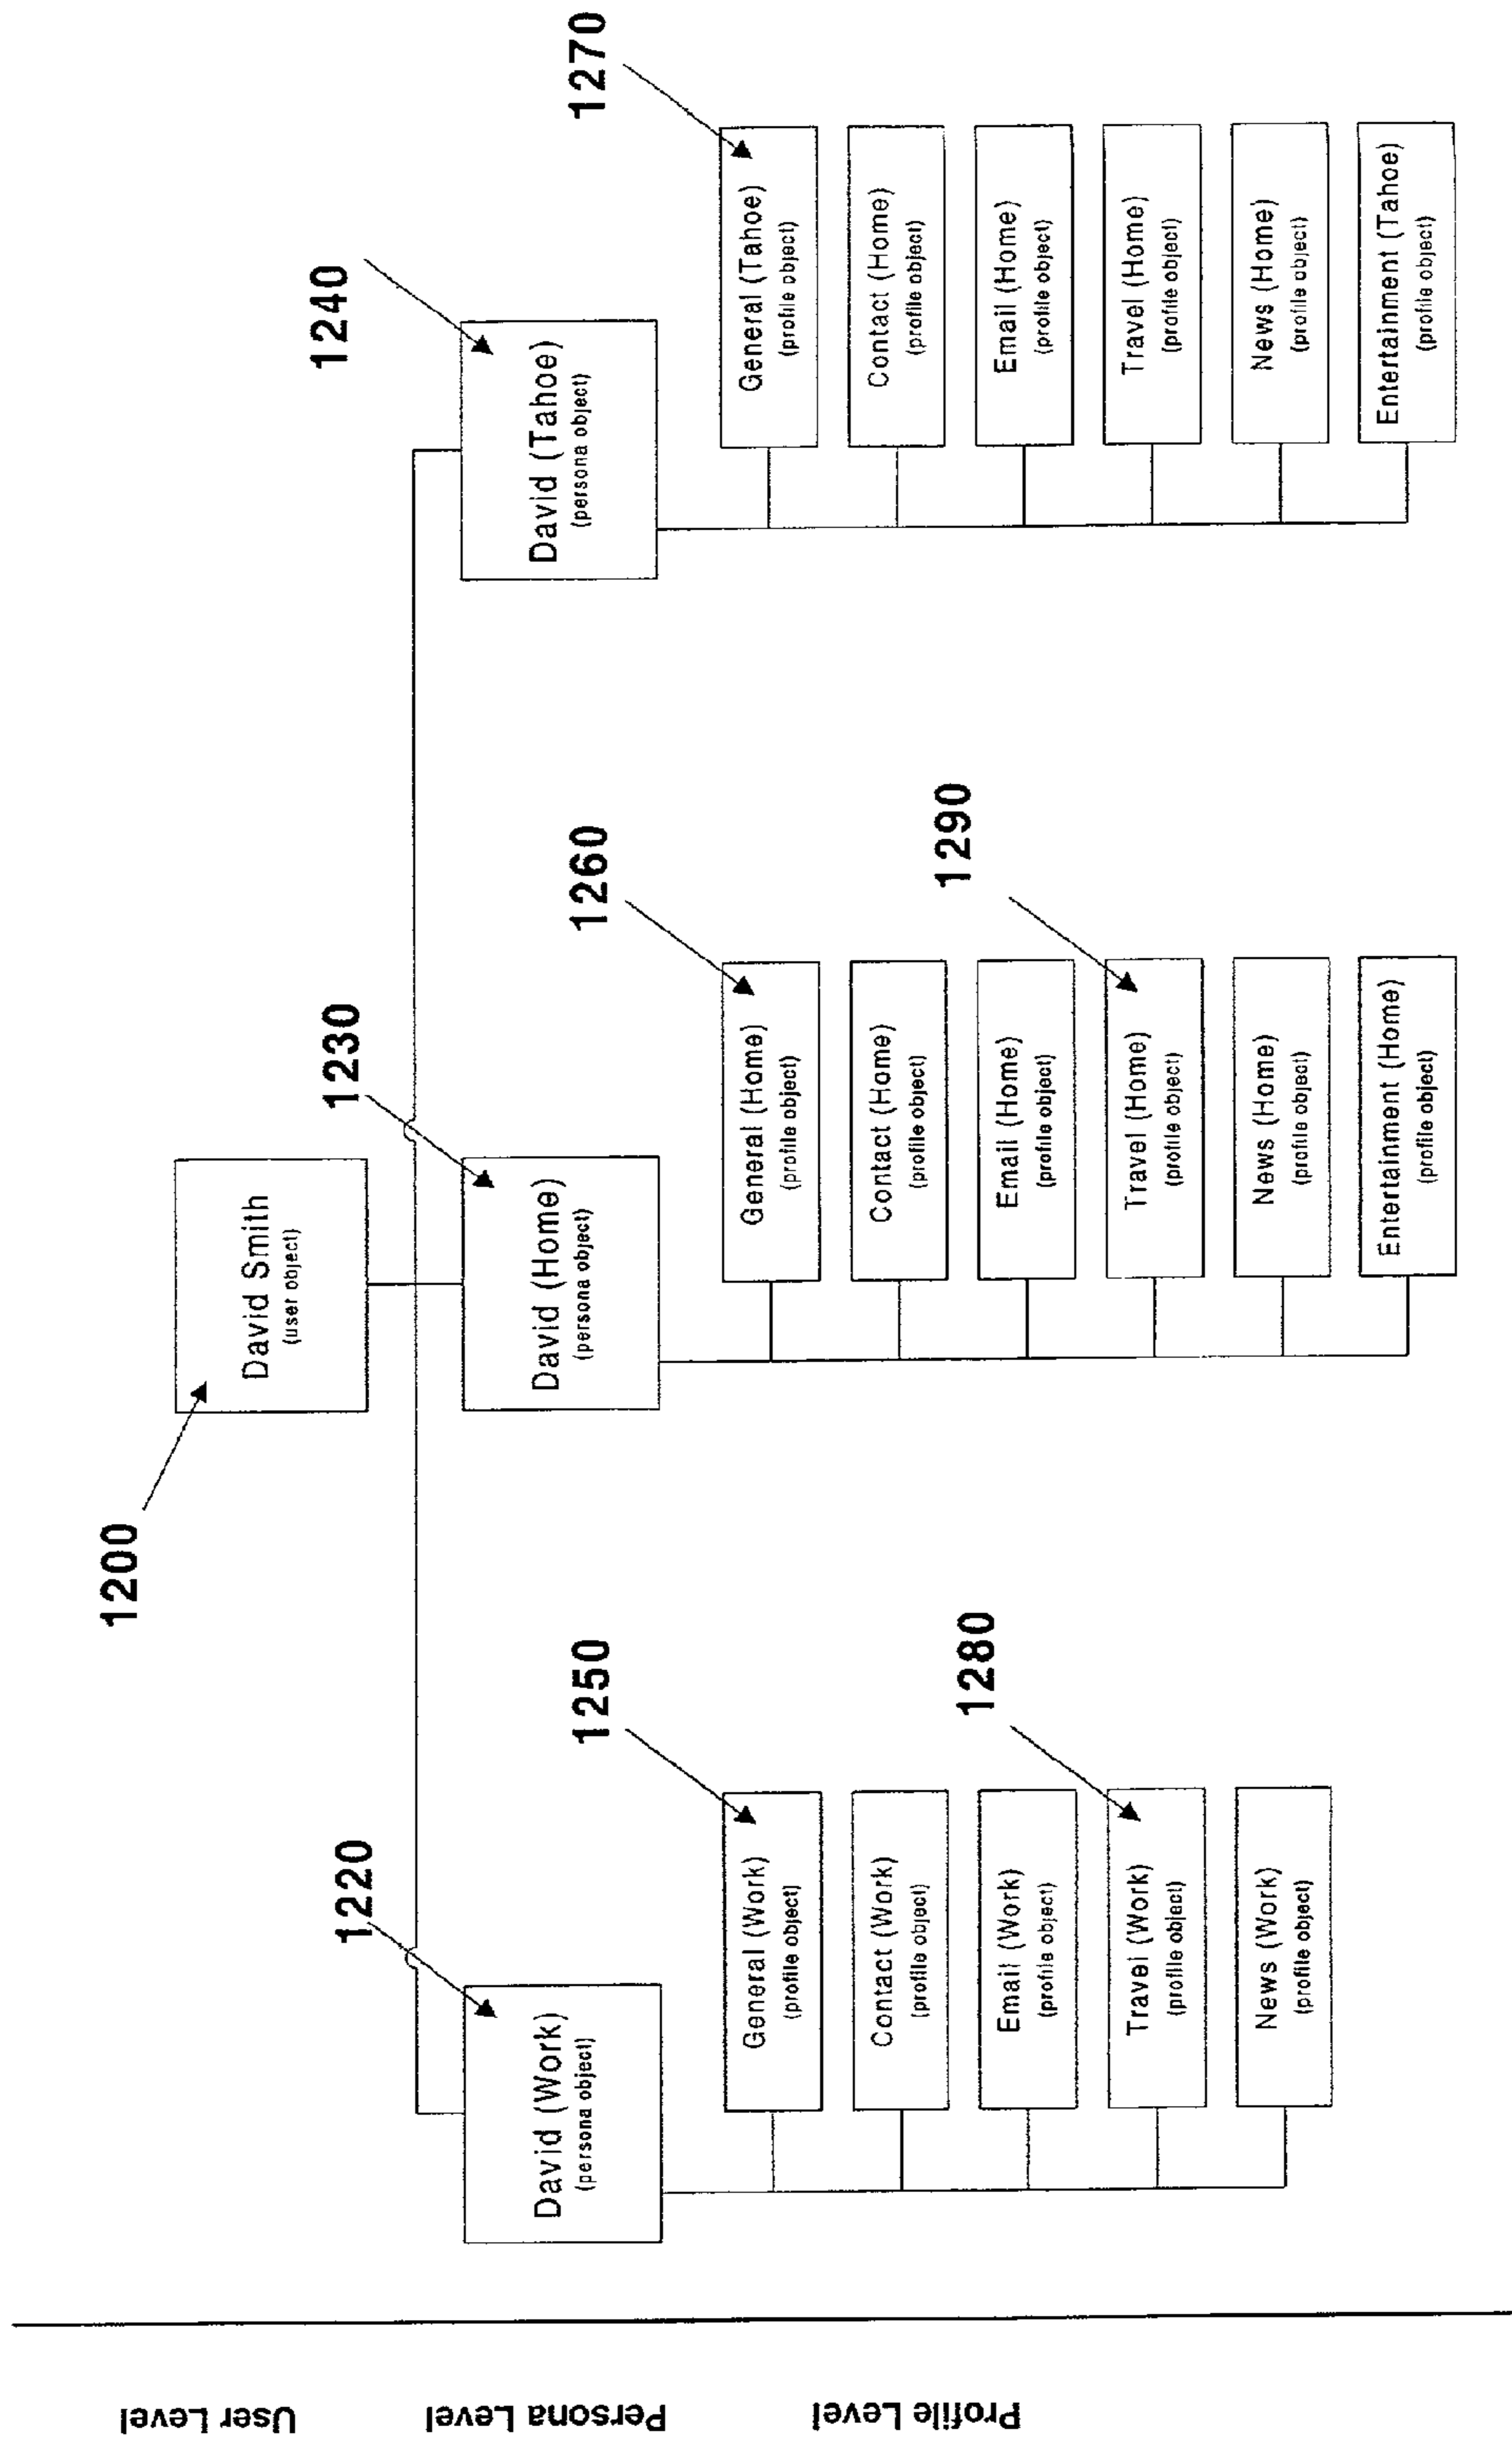 User Level
Persona Level
Profile Level
1200
David Smith
(user object)
1220
David (Work)
(persona object)
1230
David (Home)
(persona object)
1240
David (Tahoe)
(persona object)
1250
General (Work)
(profile object)
Contact (Work)
(profile object)
Email (Work)
(profile object)
1280
Travel (Work)
(profile object)
News (Work)
(profile object)
1260
General (Home)
(profile object)
Contact (Home)
(profile object)
Email (Home)
(profile object)
1290
Travel (Home)
(profile object)
News (Home)
(profile object)
Entertainment (Home)
(profile object)
1270
General (Tahoe)
(profile object)
Contact (Home)
(profile object)
Email (Home)
(profile object)
Travel (Home)
(profile object)
News (Home)
(profile object)
Entertainment (Tahoe)
(profile object)